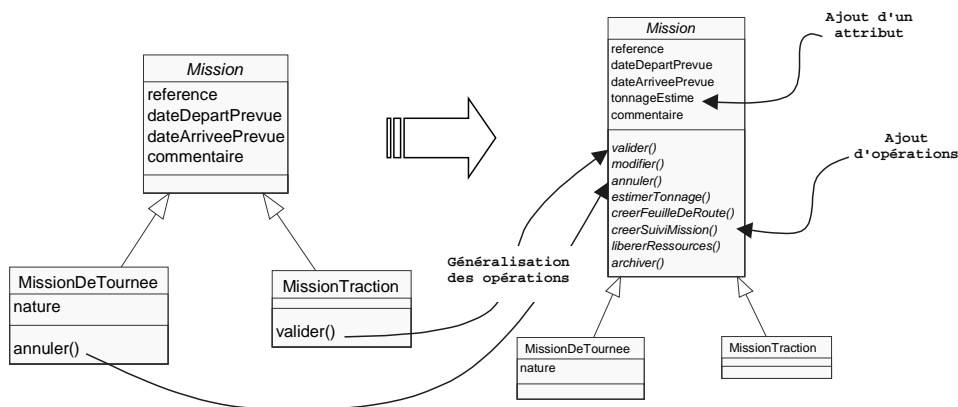 Mission
reference
dateDepartPrevue
dateArriveePrevue
commentaire
MissionDeTournee
nature
annuler()
MissionTraction
valider()
Généralisation
des opérations
Mission
reference
dateDepartPrevue
dateArriveePrevue
tonnageEstime
commentaire
valider()
modifier()
annuler()
estimerTonnage()
creerFeuilleDeRoute()
creerSuiviMission()
libererRessources()
archiver()
Ajout d'un
attribut
Ajout
d'opérations
MissionDeTournee
nature
MissionTraction